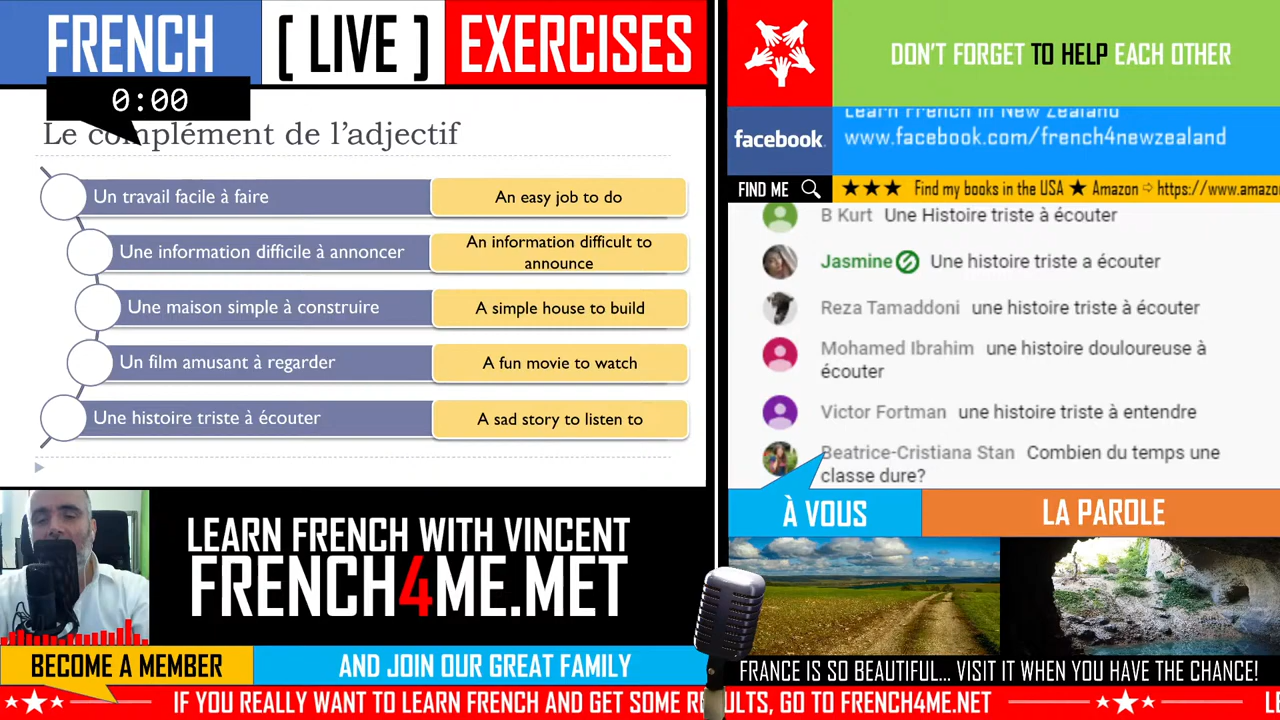 FRENCH
[ LIVE ]
EXERCISES
0:00
Le complément de l'adjectif
Un travail facile à faire
An easy job to do
Une information difficile à annoncer
An information difficult to
announce
Une maison simple à construire
A simple house to build
Un film amusant à regarder
A fun movie to watch
Une histoire triste à écouter
A sad story to listen to
LEARN FRENCH WITH VINCENT
FRENCH4ME.MET
BECOME A MEMBER
AND JOIN OUR GREAT FAMILY
DON'T FORGET TO HELP EACH OTHER
facebook
Learn French in New Zealand
www.facebook.com/french4newzealand
FIND ME
★★★ Find my books in the USA ★ Amazon ⇨ https://www.amazo
B Kurt Une Histoire triste à écouter
Jasmine Une histoire triste a écouter
Reza Tamaddoni une histoire triste à écouter
Mohamed Ibrahim une histoire douloureuse à
écouter
Victor Fortman une histoire triste à entendre
Beatrice-Cristiana Stan Combien du temps une
classe dure?
À VOUS
LA PAROLE
FRANCE IS SO BEAUTIFUL... VISIT IT WHEN YOU HAVE THE CHANCE!
IF YOU REALLY WANT TO LEARN FRENCH AND GET SOME RESULTS, GO TO FRENCH4ME.NET